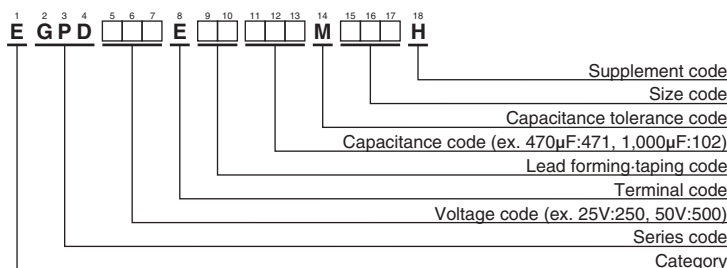 1 2 3 4 5 6 7 8 9 10 11 12 13 14 15 16 17 18
E GPD E M H
Supplement code
Size code
Capacitance tolerance code
Capacitance code (ex. 470μF:471, 1,000μF:102)
Lead forming·taping code
Terminal code
Voltage code (ex. 25V:250, 50V:500)
Series code
Category